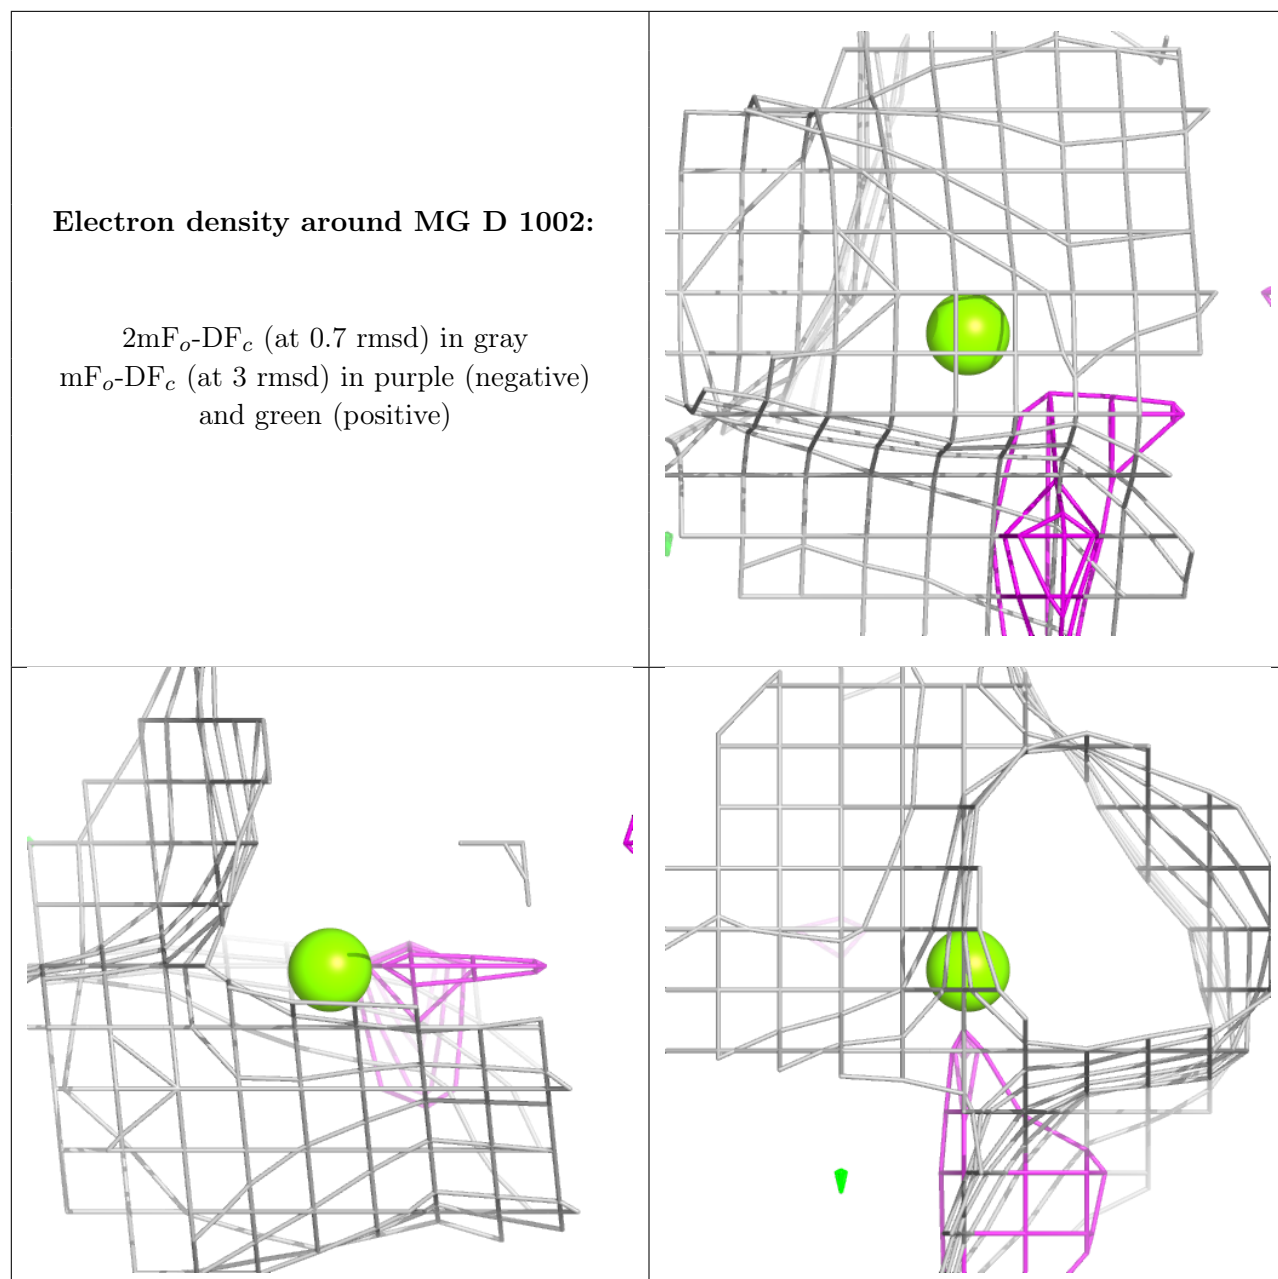 Electron density around MG D 1002:
2mFo-DFc (at 0.7 rmsd) in gray
mFo-DFc (at 3 rmsd) in purple (negative)
and green (positive)